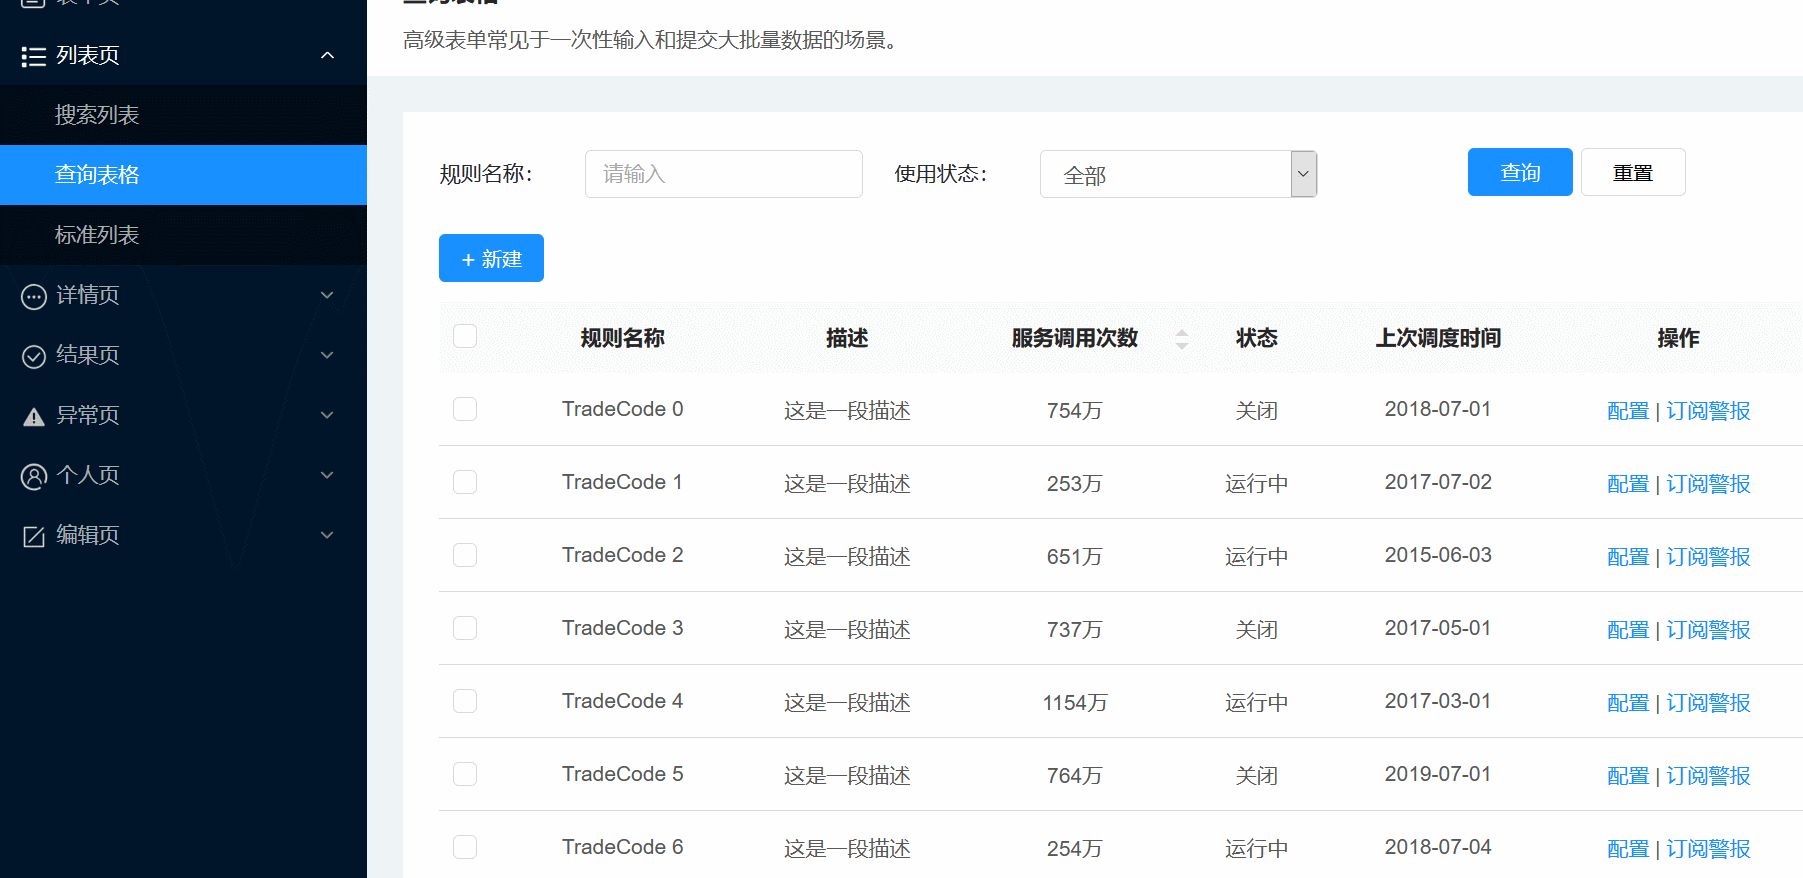 列表页
搜索列表
查询表格
标准列表
详情页
结果页
异常页
个人页
编辑页
查询表格
高级表单常见于一次性输入和提交大批量数据的场景。
规则名称: 请输入 使用状态: 全部 查询 重置
+ 新建
规则名称 描述 服务调用次数 状态 上次调度时间 操作
TradeCode 0 这是一段描述 754万 关闭 2018-07-01 配置 | 订阅警报
TradeCode 1 这是一段描述 253万 运行中 2017-07-02 配置 | 订阅警报
TradeCode 2 这是一段描述 651万 运行中 2015-06-03 配置 | 订阅警报
TradeCode 3 这是一段描述 737万 关闭 2017-05-01 配置 | 订阅警报
TradeCode 4 这是一段描述 1154万 运行中 2017-03-01 配置 | 订阅警报
TradeCode 5 这是一段描述 764万 关闭 2019-07-01 配置 | 订阅警报
TradeCode 6 这是一段描述 254万 运行中 2018-07-04 配置 | 订阅警报